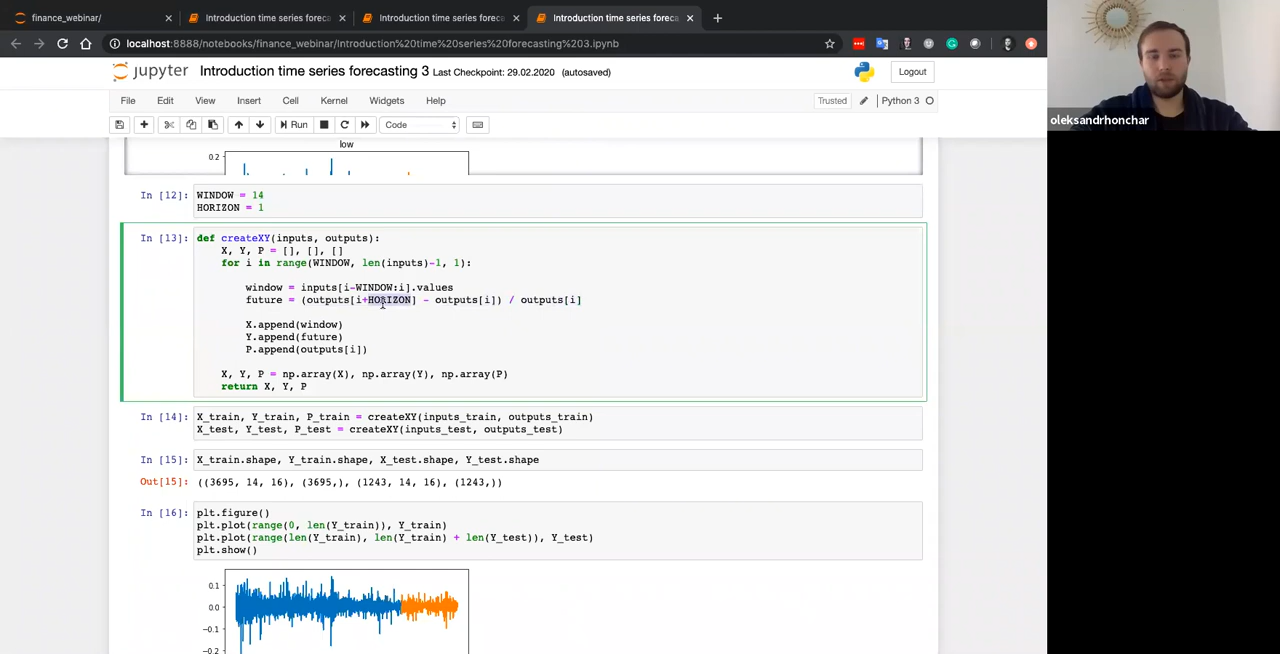 finance_webinar/
Introduction time series foreca
Introduction time series foreca
Introduction time series foreca
localhost:8888/notebooks/finance_webinar/Introduction%20time%20series%20forecasting%203.ipynb
jupyter Introduction time series forecasting 3 Last Checkpoint: 29.02.2020 (autosaved)
Logout
File Edit View Insert Cell Kernel Widgets Help
Trusted
Python 3
Run
Code
oleksandrhonchar
low
0.2
In [12]: WINDOW = 14
HORIZON = 1
In [13]: def createXY(inputs, outputs):
X, Y, P = [], [], []
for i in range(WINDOW, len(inputs)-1, 1):
window = inputs[i-WINDOW:i].values
future = (outputs[i+HORIZON] - outputs[i]) / outputs[i]
X.append(window)
Y.append(future)
P.append(outputs[i])
X, Y, P = np.array(X), np.array(Y), np.array(P)
return X, Y, P
In [14]: X_train, Y_train, P_train = createXY(inputs_train, outputs_train)
X_test, Y_test, P_test = createXY(inputs_test, outputs_test)
In [15]: X_train.shape, Y_train.shape, X_test.shape, Y_test.shape
Out[15]: ((3695, 14, 16), (3695,), (1243, 14, 16), (1243,))
In [16]: plt.figure()
plt.plot(range(0, len(Y_train)), Y_train)
plt.plot(range(len(Y_train), len(Y_train) + len(Y_test)), Y_test)
plt.show()
0.1
0.0
-0.1
-0.2